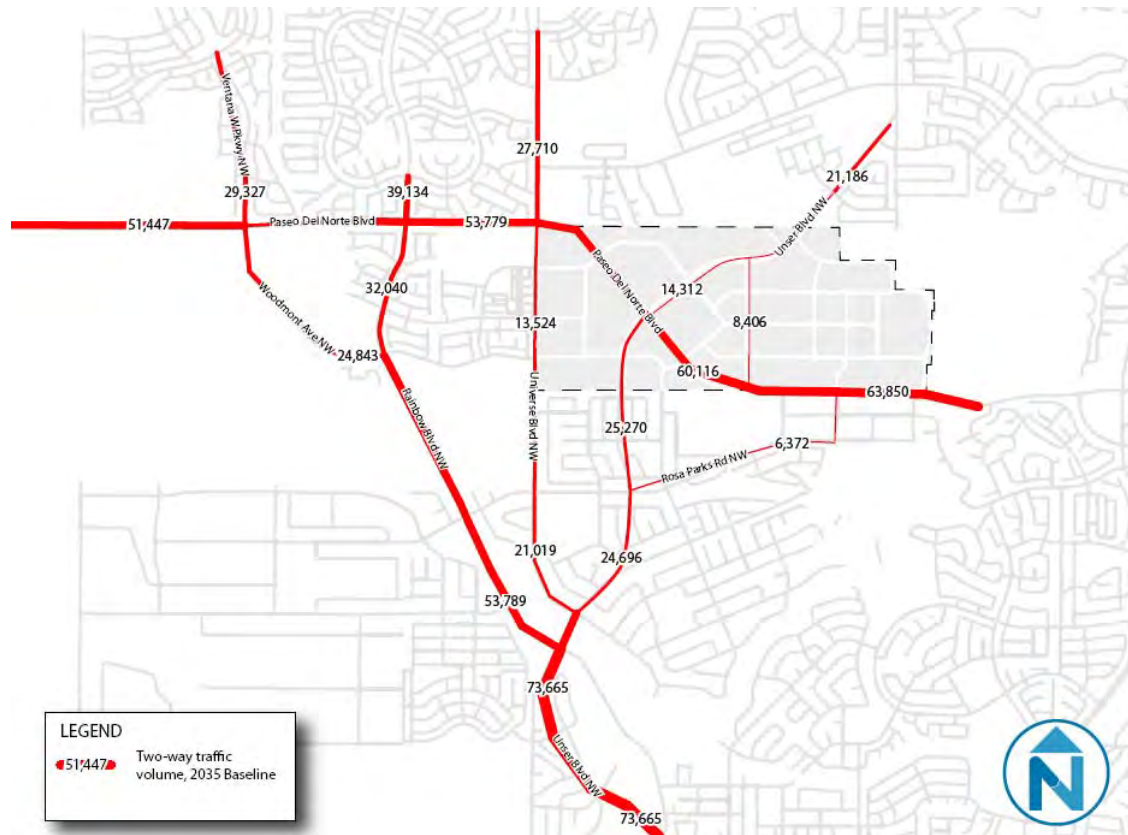 Ventana W Pkwy NW
27,710
21,186
29,327
39,134
51,447
Paseo Del Norte Blvd
53,779
Unser Blvd NW
Paseo Del Norte Blvd
32,040
14,312
Woodmont Ave NW
13,524
8,406
24,843
60,116
Rainbow Blvd NW
Universe Blvd NW
63,850
25,270
6,372
Rosa Parks Rd NW
21,019
24,696
53,789
73,665
Unser Blvd NW
73,665
LEGEND
51,447
Two-way traffic
volume, 2035 Baseline
N